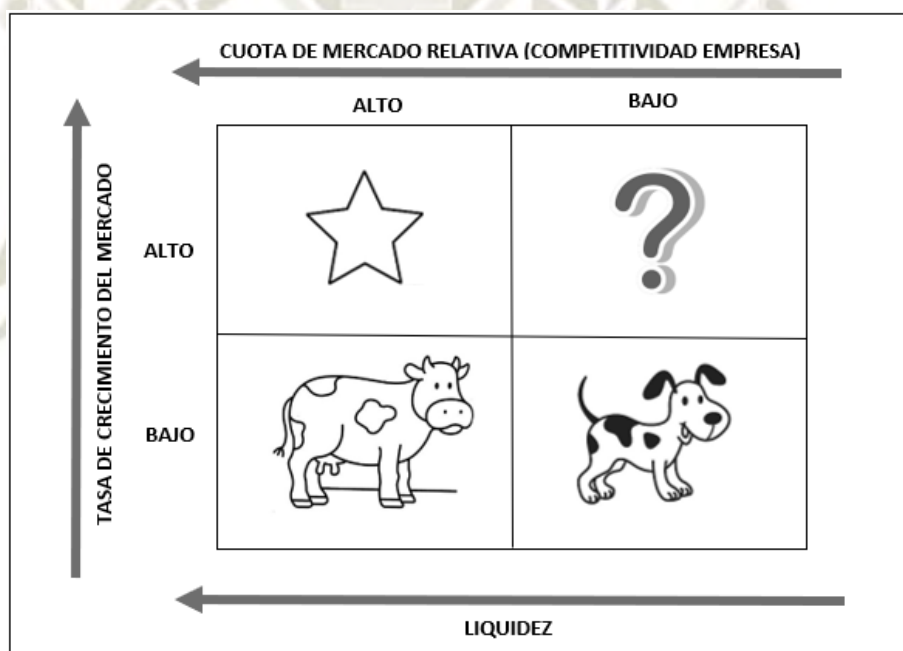 CUOTA DE MERCADO RELATIVA (COMPETITIVIDAD EMPRESA)
ALTO
BAJO
TASA DE CRECIMIENTO DEL MERCADO
ALTO
?
BAJO
LIQUIDEZ